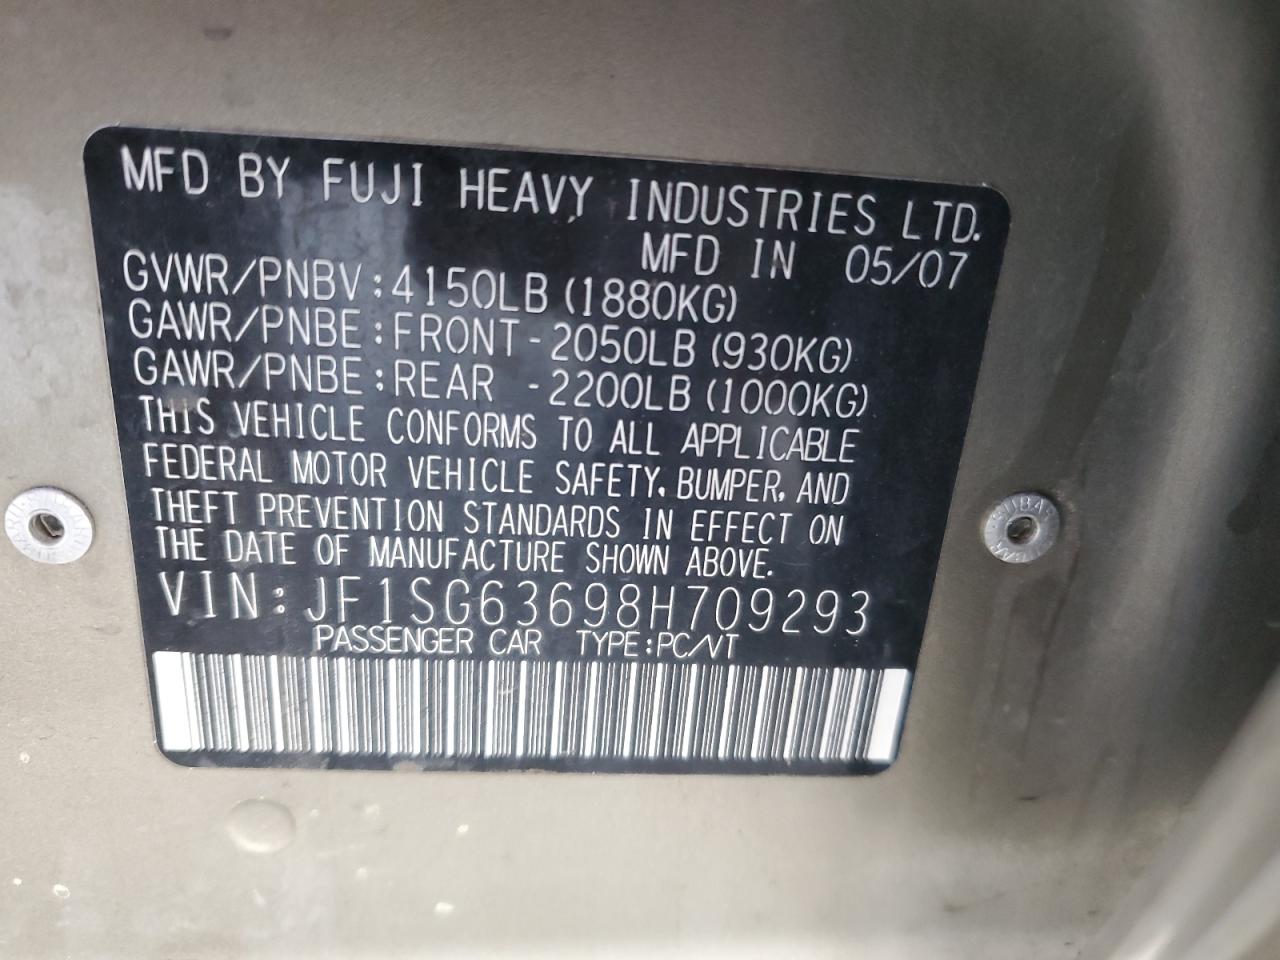 MFD BY FUJI HEAVY INDUSTRIES LTD.
MFD IN 05/07
GVWR/PNBV:4150LB (1880KG)
GAWR/PNBE:FRONT-2050LB (930KG)
GAWR/PNBE:REAR -2200LB (1000KG)
THIS VEHICLE CONFORMS TO ALL APPLICABLE
FEDERAL MOTOR VEHICLE SAFETY, BUMPER, AND
THEFT PREVENTION STANDARDS IN EFFECT ON
THE DATE OF MANUFACTURE SHOWN ABOVE.
VIN: JF1SG63698H709293
PASSENGER CAR TYPE:PC/VT